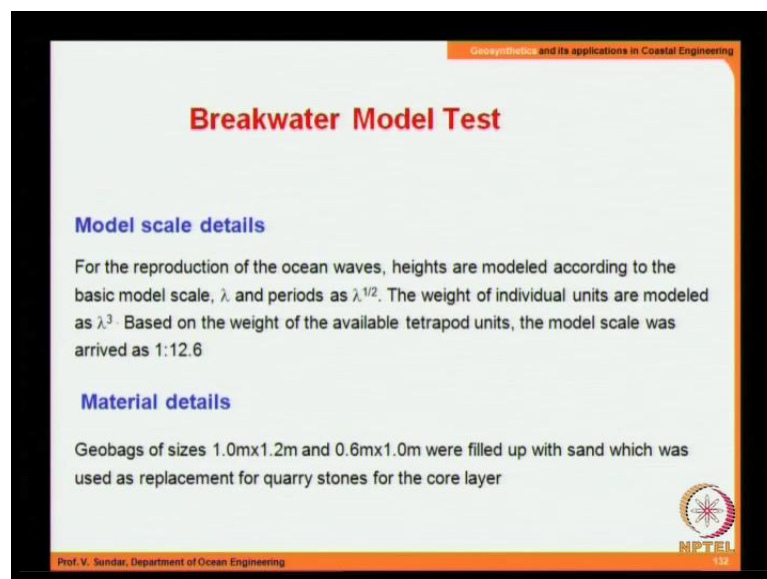 Geosynthetics and its applications in Coastal Engineering
Breakwater Model Test
Model scale details
For the reproduction of the ocean waves, heights are modeled according to the
basic model scale, λ and periods as λ¹ᐟ². The weight of individual units are modeled
as λ³. Based on the weight of the available tetrapod units, the model scale was
arrived as 1:12.6
Material details
Geobags of sizes 1.0mx1.2m and 0.6mx1.0m were filled up with sand which was
used as replacement for quarry stones for the core layer
NPTEL
Prof. V. Sundar, Department of Ocean Engineering
132